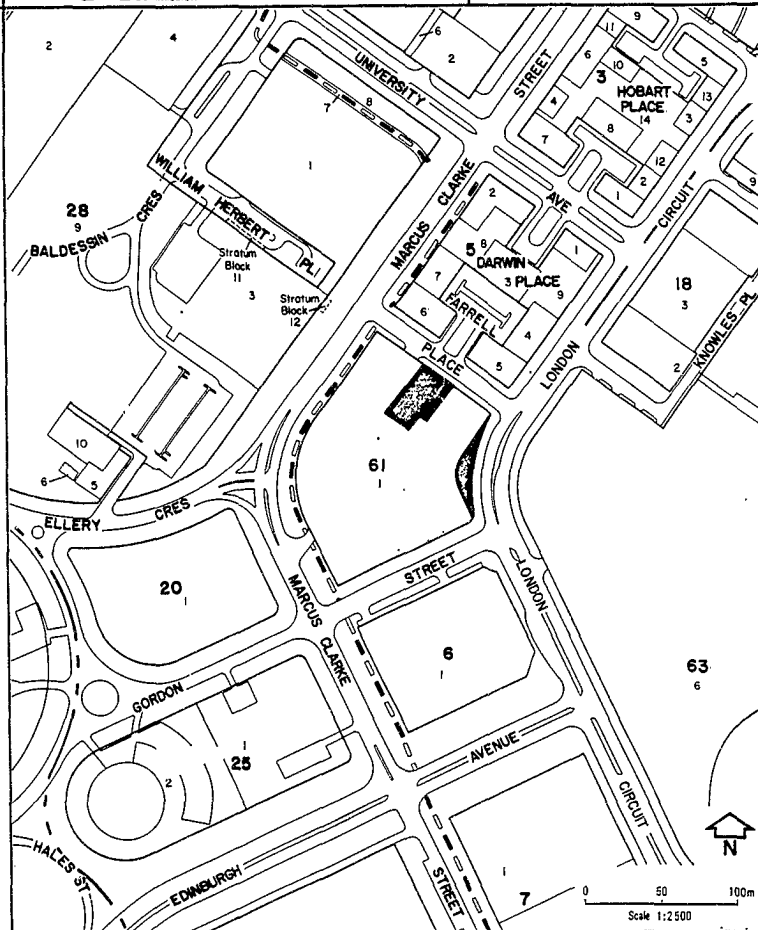 2
4
6
2
UNIVERSITY
7
8
1
STREET
9
11
6
10
3
5
HOBART
PLACE
14
13
4
8
3
7
12
2
1
9
WILLIAM
HERBERT
PL
CRES
28
9
BALDESSIN
Stratum
Block
11
3
Stratum
Block
12
MARCUS
CLARKE
AVE
2
5
8
1
DARWIN
3 PLACE
7
9
6
FARRELL
4
5
PLACE
CIRCUIT
LONDON
18
3
KNOWLES PL
2
10
6
5
61
1
ELLERY
CRES
20
1
MARCUS
CLARKE
STREET
LONDON
6
1
63
6
GORDON
1
25
2
AVENUE
CIRCUIT
HALES ST
EDINBURGH
STREET
1
7
N
0 50 100m
Scale 1:2500